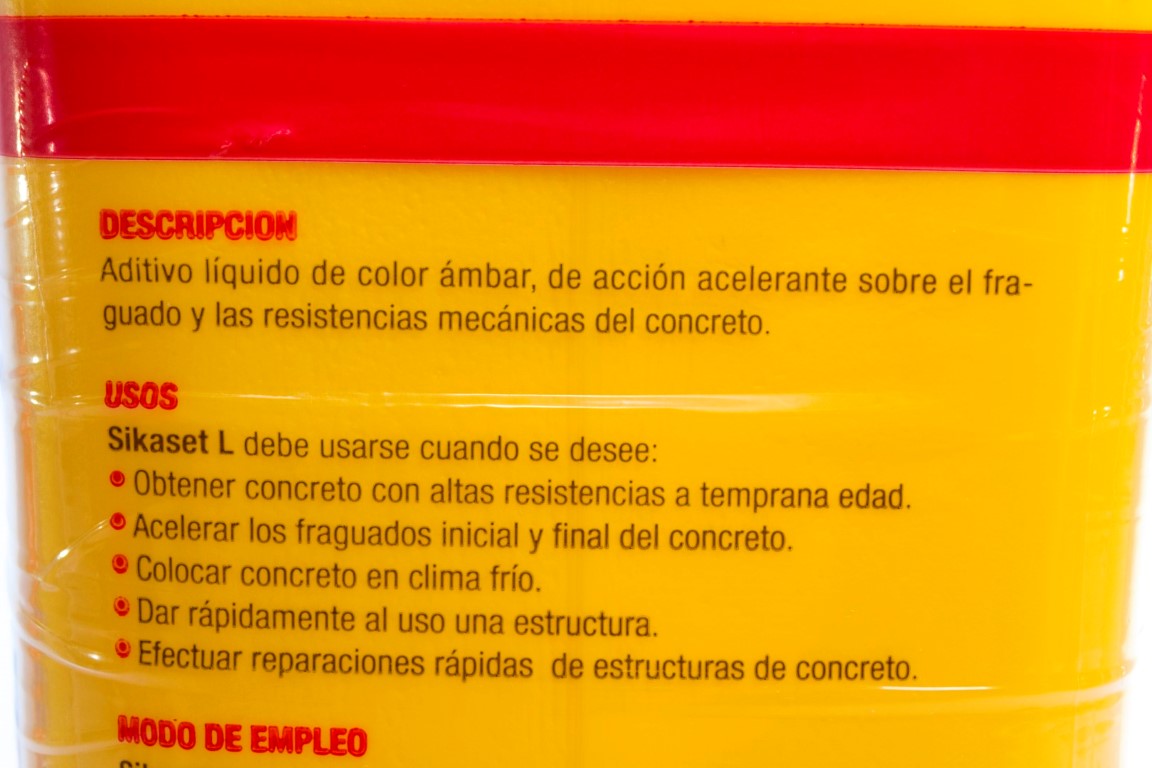 DESCRIPCION
Aditivo líquido de color ámbar, de acción acelerante sobre el fra-
guado y las resistencias mecánicas del concreto.
USOS
Sikaset L debe usarse cuando se desee:
Obtener concreto con altas resistencias a temprana edad.
Acelerar los fraguados inicial y final del concreto.
Colocar concreto en clima frío.
Dar rápidamente al uso una estructura.
Efectuar reparaciones rápidas de estructuras de concreto.
MODO DE EMPLEO